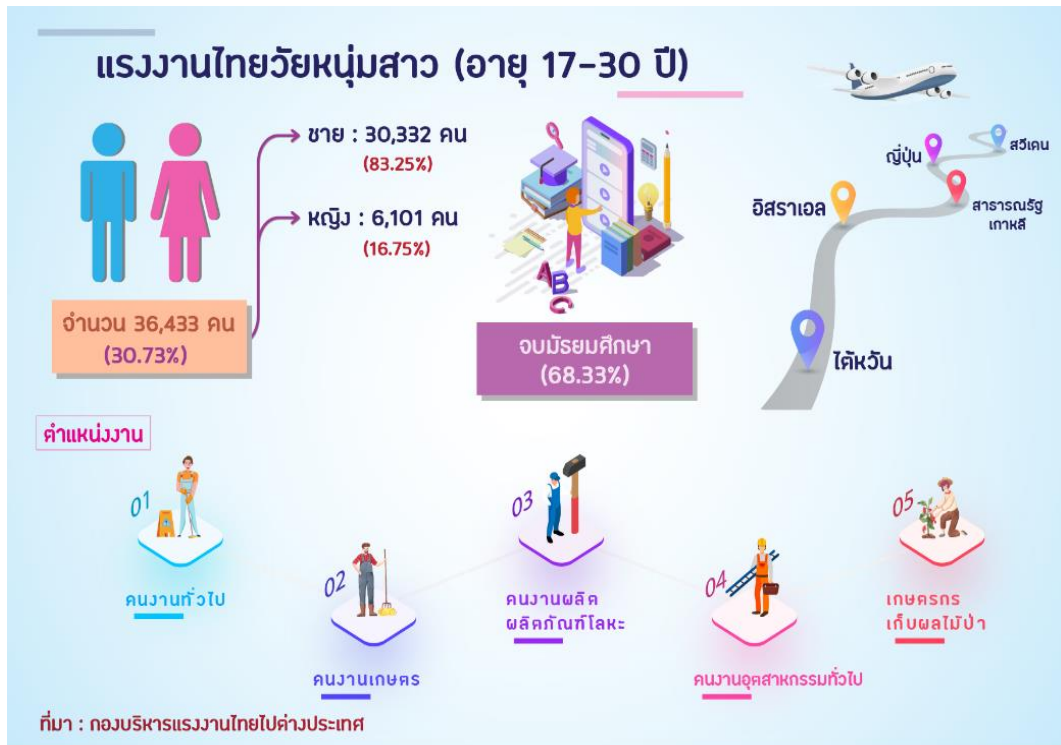 แรงงานไทยวัยหนุ่มสาว (อายุ 17-30 ปี)
ชาย : 30,332 คน
(83.25%)
หญิง : 6,101 คน
(16.75%)
จำนวน 36,433 คน
(30.73%)
A
B
C
จบมัธยมศึกษา
(68.33%)
สวีเดน
ญี่ปุ่น
สาธารณรัฐ
เกาหลี
อิสราเอล
ไต้หวัน
ตำแหน่งงาน
01
คนงานทั่วไป
02
คนงานเกษตร
03
คนงานผลิต
ผลิตภัณฑ์โลหะ
04
คนงานอุตสาหกรรมทั่วไป
05
เกษตรกร
เก็บผลไม้ป่า
ที่มา : กองบริหารแรงงานไทยไปต่างประเทศ